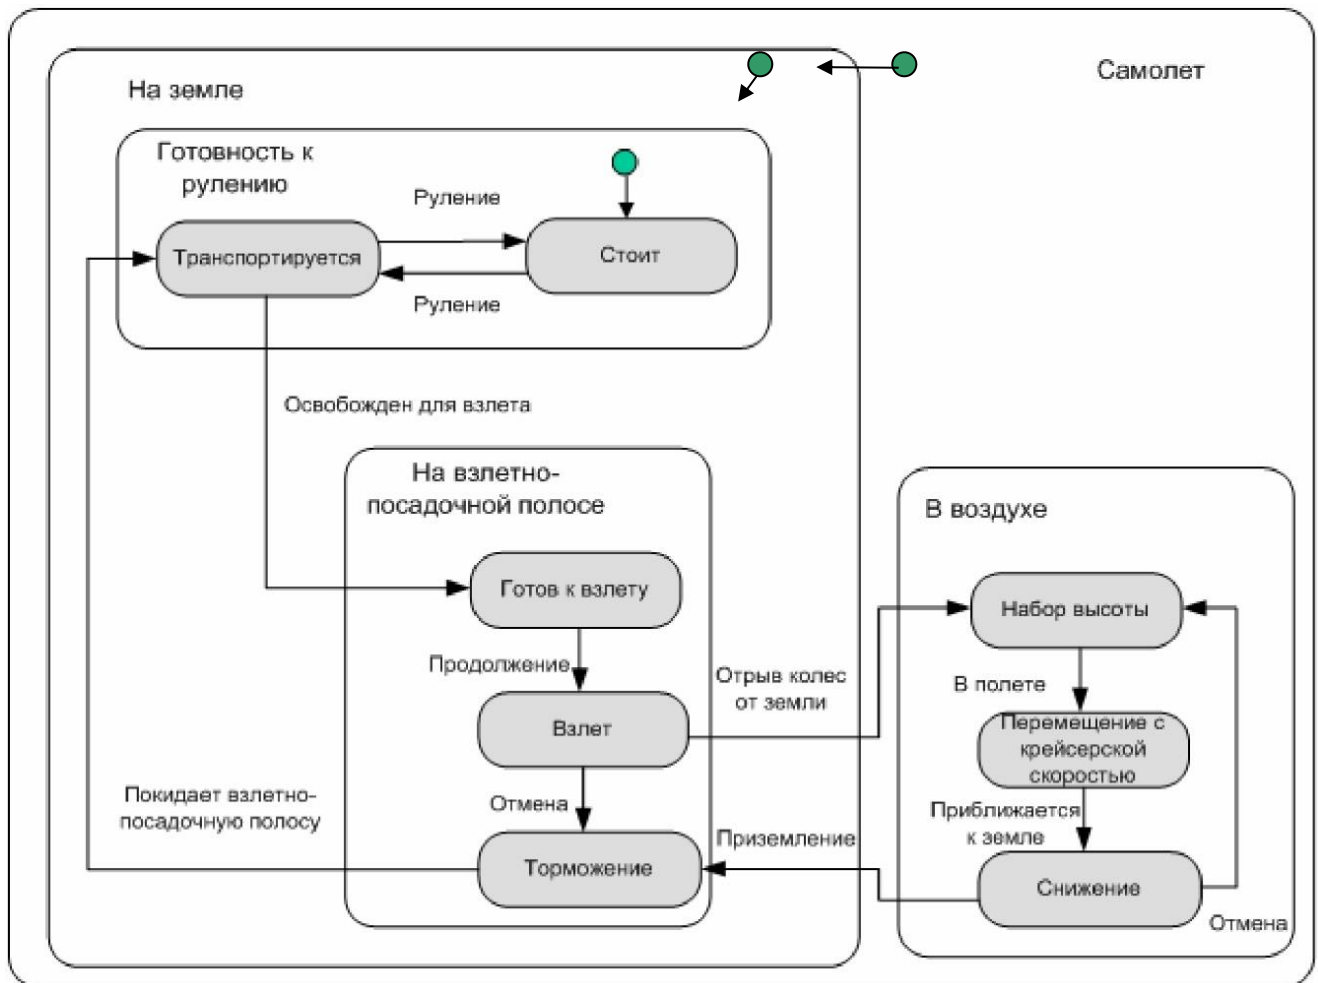 Самолет
На земле
Готовность к
рулению
Руление
Транспортируется
Стоит
Руление
Освобожден для взлета
На взлетно-
посадочной полосе
В воздухе
Готов к взлету
Набор высоты
Продолжение
Отрыв колес
от земли
В полете
Взлет
Перемещение с
крейсерской
скоростью
Покидает взлетно-
посадочную полосу
Отмена
Приближается
к земле
Приземление
Торможение
Снижение
Отмена